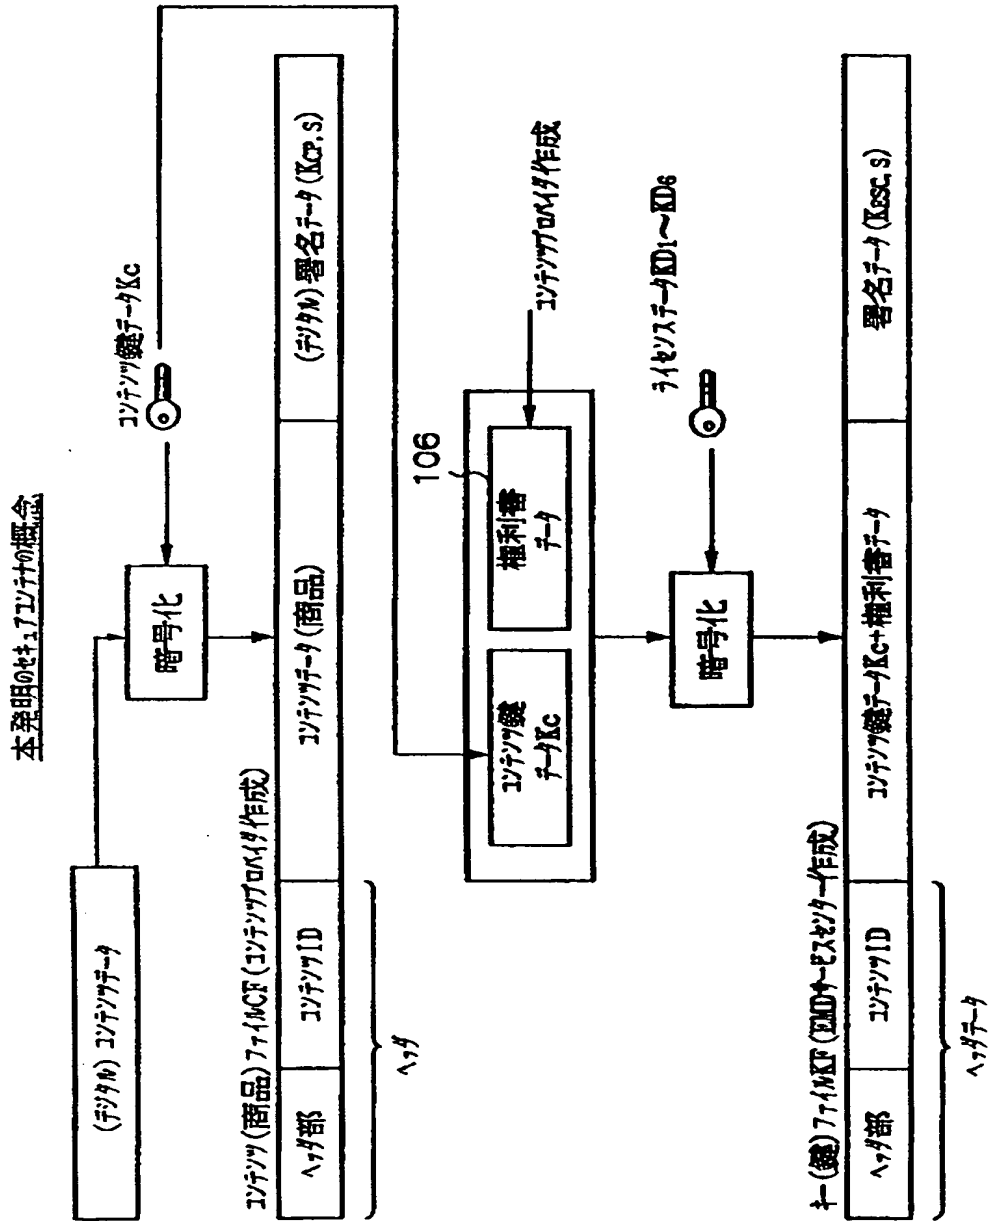 本発明のセキュアコンテナの概念
(デジタル) コンテンツデータ
暗号化
コンテンツ鍵データKc
コンテンツ(商品) ファイルCF (コンテンツプロバイダ作成)
ヘッダ部
コンテンツID
コンテンツデータ(商品)
(デジタル) 署名データ (KCP,S)
ヘッダ
コンテンツ鍵
データKc
権利書
データ
106
コンテンツプロバイダ作成
暗号化
ライセンスデータKD1〜KD6
キー(鍵) ファイルKF (EMDサービスセンター作成)
ヘッダ部
コンテンツID
コンテンツ鍵データKc+権利書データ
署名データ (KESC,S)
ヘッダデータ